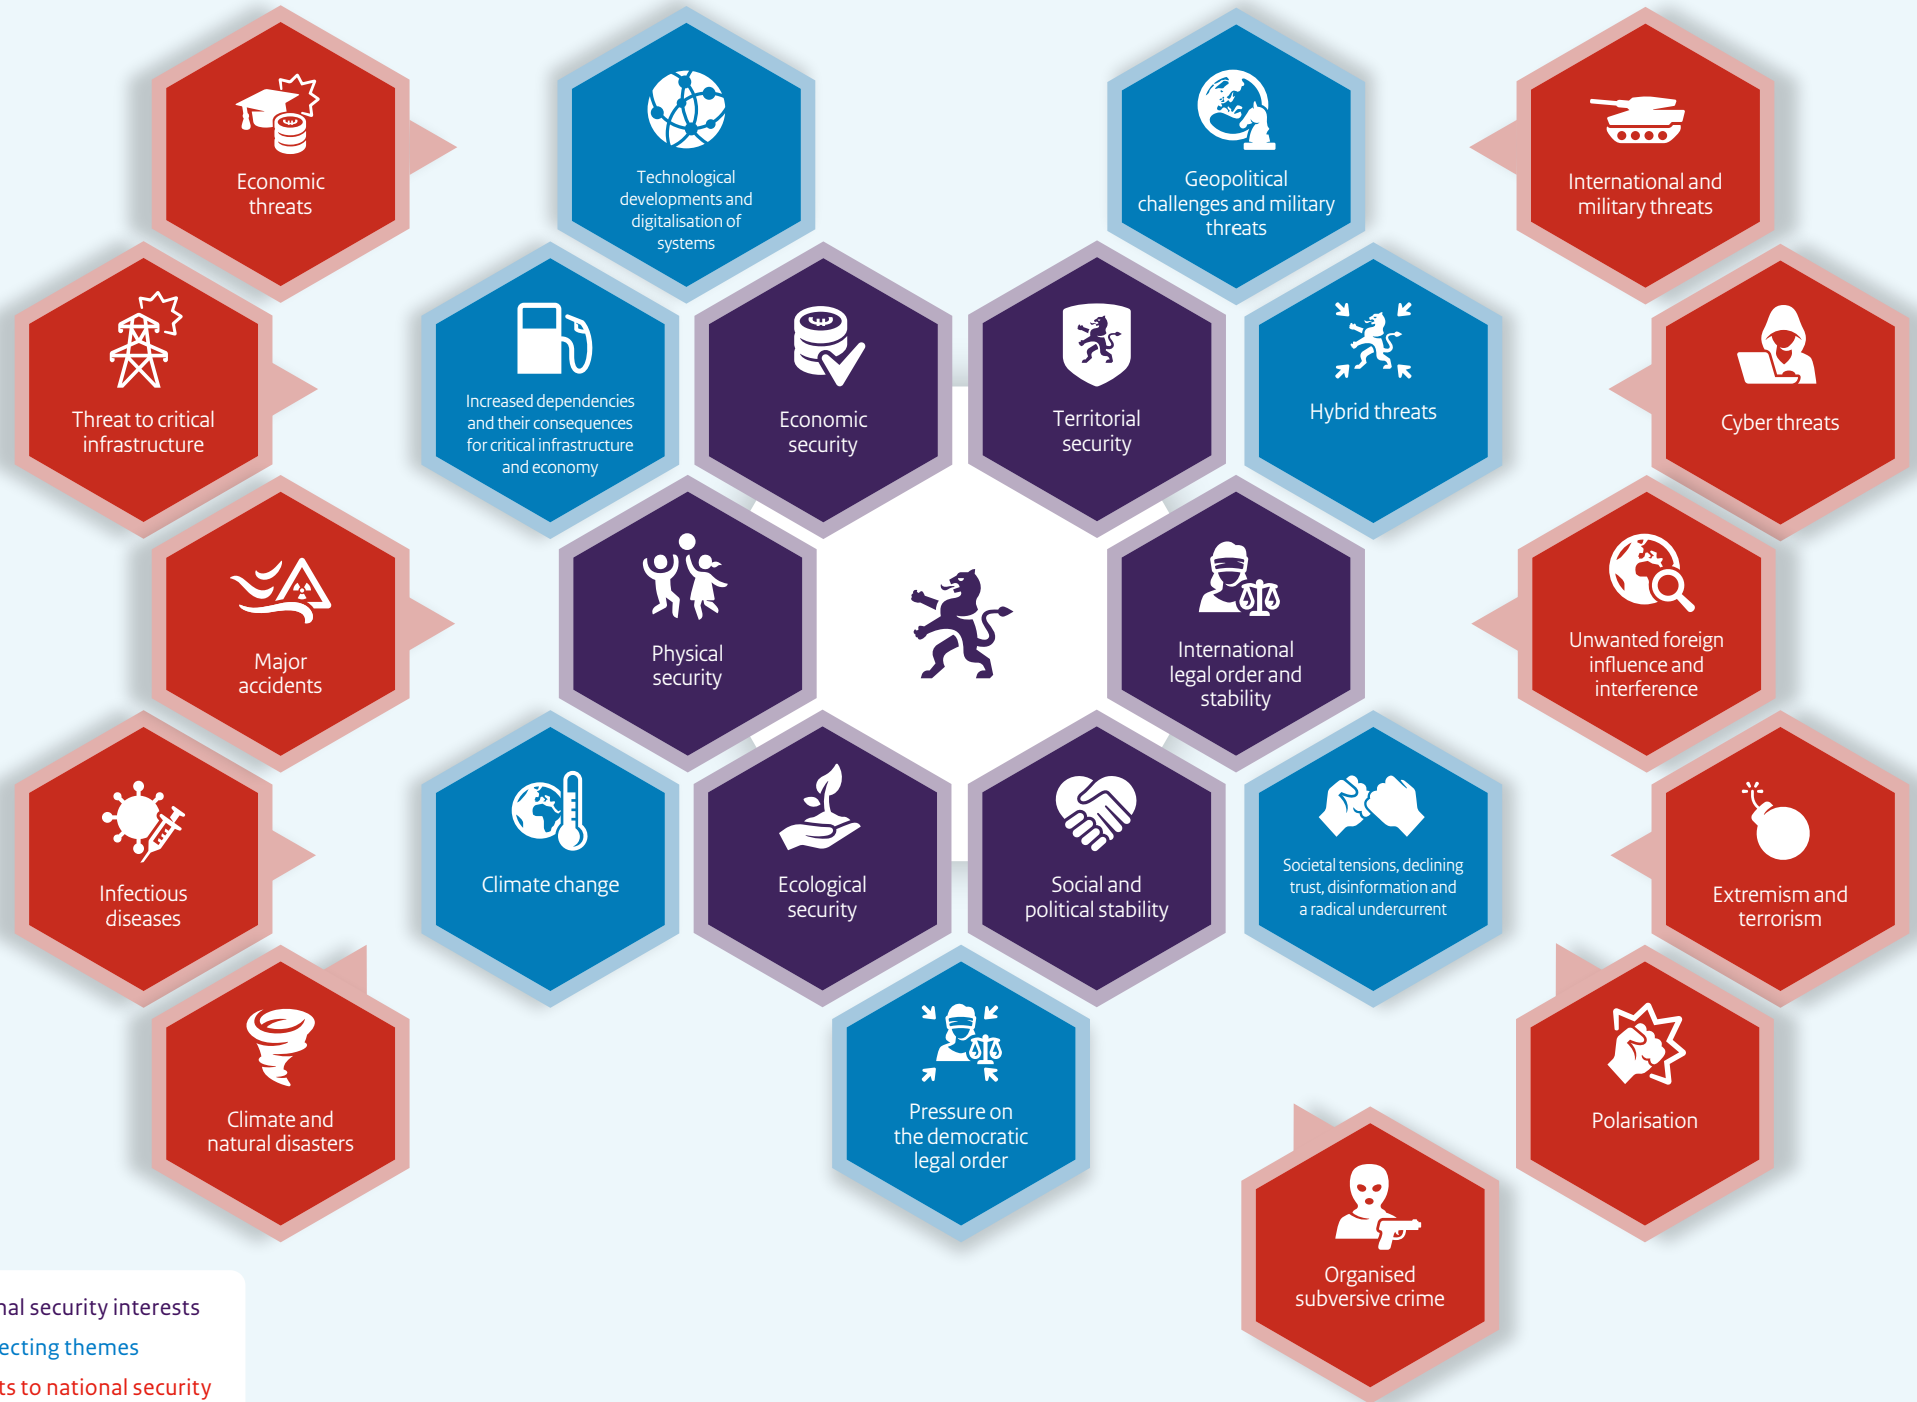 Economic
threats
Technological
developments and
digitalisation of
systems
Geopolitical
challenges and military
threats
International and
military threats
Threat to critical
infrastructure
Increased dependencies
and their consequences
for critical infrastructure
and economy
Economic
security
Territorial
security
Hybrid threats
Cyber threats
Major
accidents
Physical
security
International
legal order and
stability
Unwanted foreign
influence and
interference
Infectious
diseases
Climate change
Ecological
security
Social and
political stability
Societal tensions, declining
trust, disinformation and
a radical undercurrent
Extremism and
terrorism
Climate and
natural disasters
Pressure on
the democratic
legal order
Polarisation
Organised
subversive crime
nal security interests
ecting themes
ts to national security